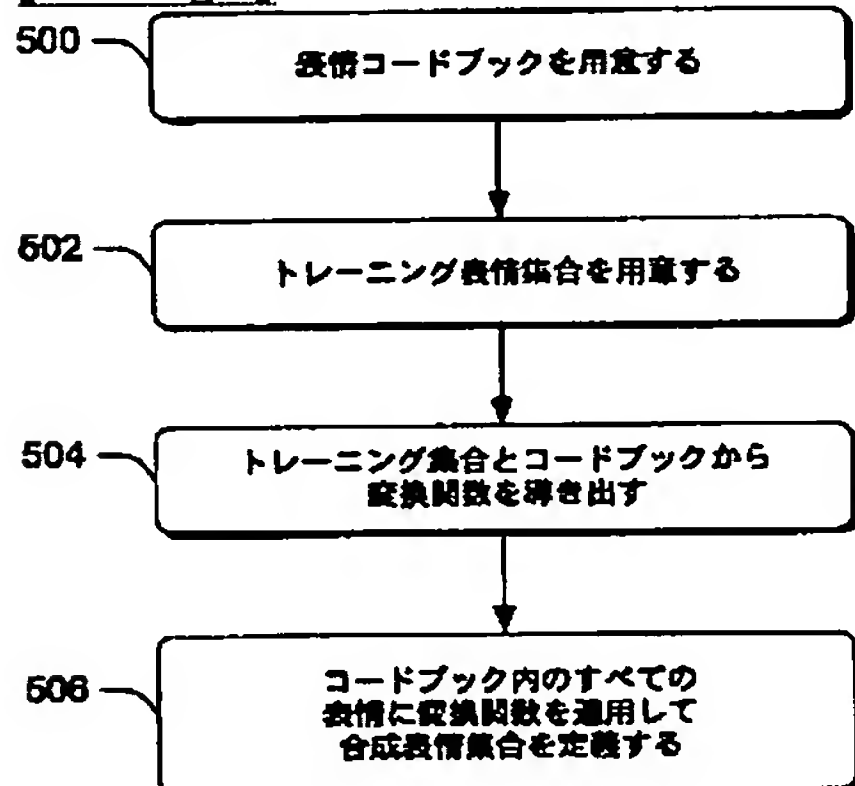 500
表情コードブックを用意する
502
トレーニング表情集合を用意する
504
トレーニング集合とコードブックから
変換関数を導き出す
506
コードブック内のすべての
表情に変換関数を適用して
合成表情集合を定義する